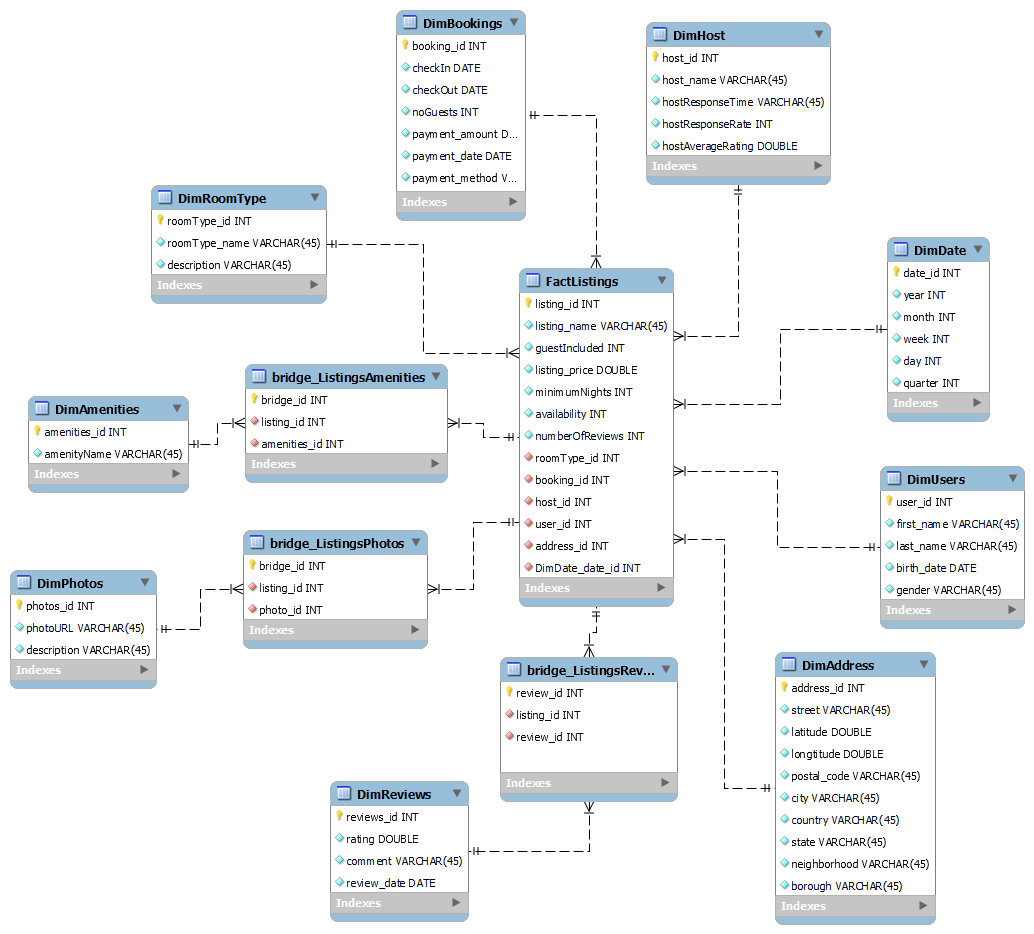 DimBookings
booking_id INT
checkIn DATE
checkOut DATE
noGuests INT
payment_amount D...
payment_date DATE
payment_method V...
Indexes
DimHost
host_id INT
host_name VARCHAR(45)
hostResponseTime VARCHAR(45)
hostResponseRate INT
hostAverageRating DOUBLE
Indexes
DimRoomType
roomType_id INT
roomType_name VARCHAR(45)
description VARCHAR(45)
Indexes
DimDate
date_id INT
year INT
month INT
week INT
day INT
quarter INT
Indexes
FactListings
listing_id INT
listing_name VARCHAR(45)
guestIncluded INT
listing_price DOUBLE
minimumNights INT
availability INT
numberOfReviews INT
roomType_id INT
booking_id INT
host_id INT
user_id INT
address_id INT
DimDate_date_id INT
Indexes
bridge_ListingsAmenities
bridge_id INT
listing_id INT
amenities_id INT
Indexes
DimAmenities
amenities_id INT
amenityName VARCHAR(45)
Indexes
DimUsers
user_id INT
first_name VARCHAR(45)
last_name VARCHAR(45)
birth_date DATE
gender VARCHAR(45)
Indexes
bridge_ListingsPhotos
bridge_id INT
listing_id INT
photo_id INT
Indexes
DimPhotos
photos_id INT
photoURL VARCHAR(45)
description VARCHAR(45)
Indexes
bridge_ListingsRev...
review_id INT
listing_id INT
review_id INT
Indexes
DimAddress
address_id INT
street VARCHAR(45)
latitude DOUBLE
longtitude DOUBLE
postal_code VARCHAR(45)
city VARCHAR(45)
country VARCHAR(45)
state VARCHAR(45)
neighborhood VARCHAR(45)
borough VARCHAR(45)
Indexes
DimReviews
reviews_id INT
rating DOUBLE
comment VARCHAR(45)
review_date DATE
Indexes